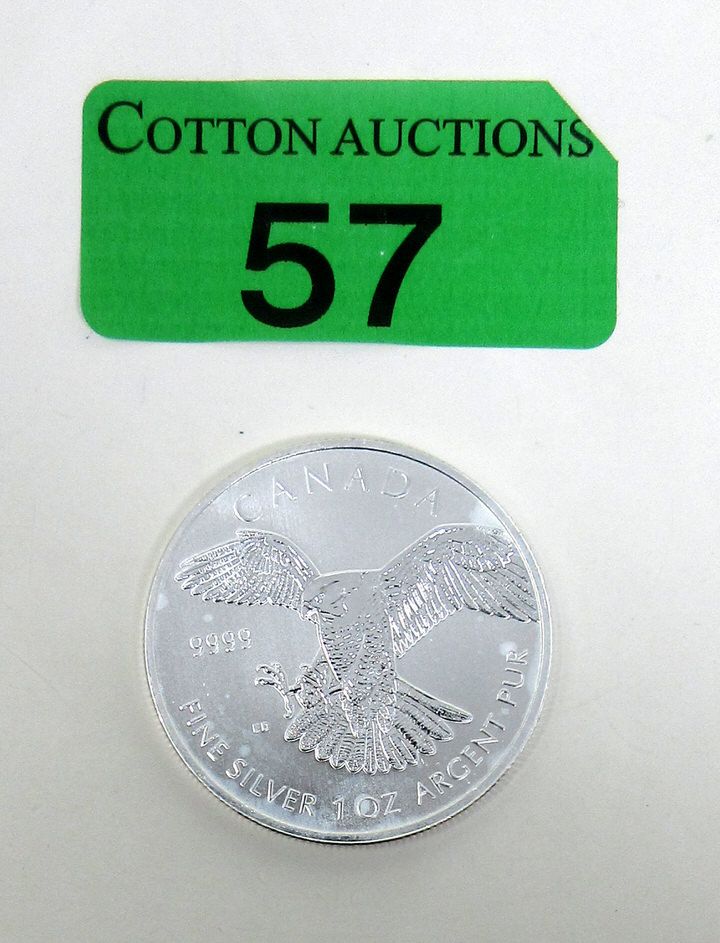 COTTON AUCTIONS
57
CANADA
9999
FINE SILVER 1 OZ ARGENT PUR